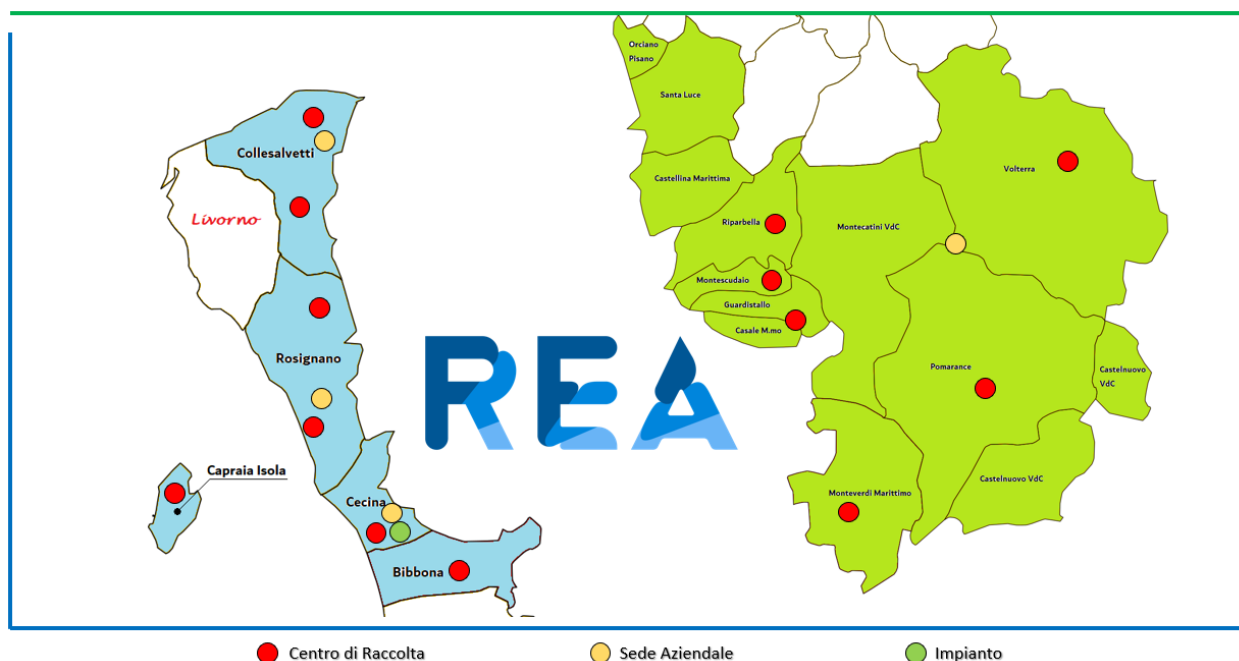 Orciano
Pisano
Santa Luce
Castellina Marittima
Riparbella
Montecatini VdC
Volterra
Montescudaio
Guardistallo
Casale M.mo
Pomarance
Castelnuovo
VdC
Monteverdi Marittimo
Castelnuovo VdC
Collesalvetti
Livorno
Rosignano
Capraia Isola
Cecina
Bibbona
REA
Centro di Raccolta
Sede Aziendale
Impianto